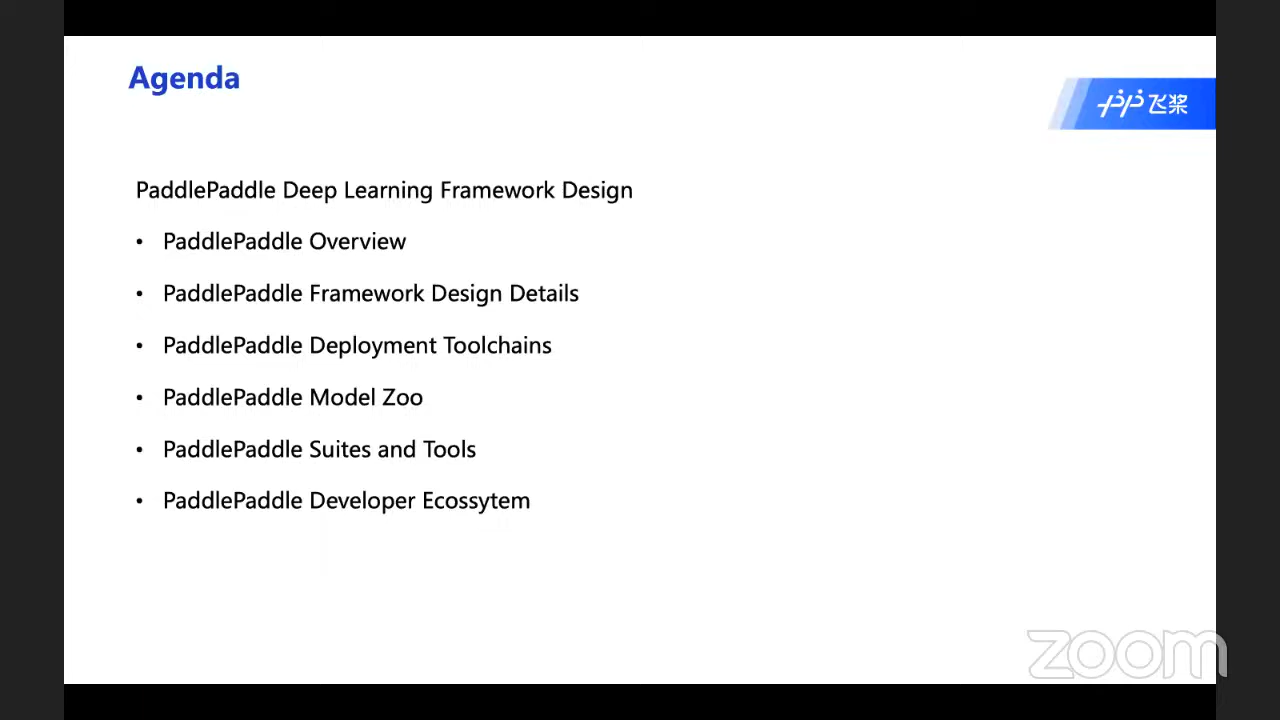 Agenda
飞桨
PaddlePaddle Deep Learning Framework Design
• PaddlePaddle Overview
• PaddlePaddle Framework Design Details
• PaddlePaddle Deployment Toolchains
• PaddlePaddle Model Zoo
• PaddlePaddle Suites and Tools
• PaddlePaddle Developer Ecossytem
zoom